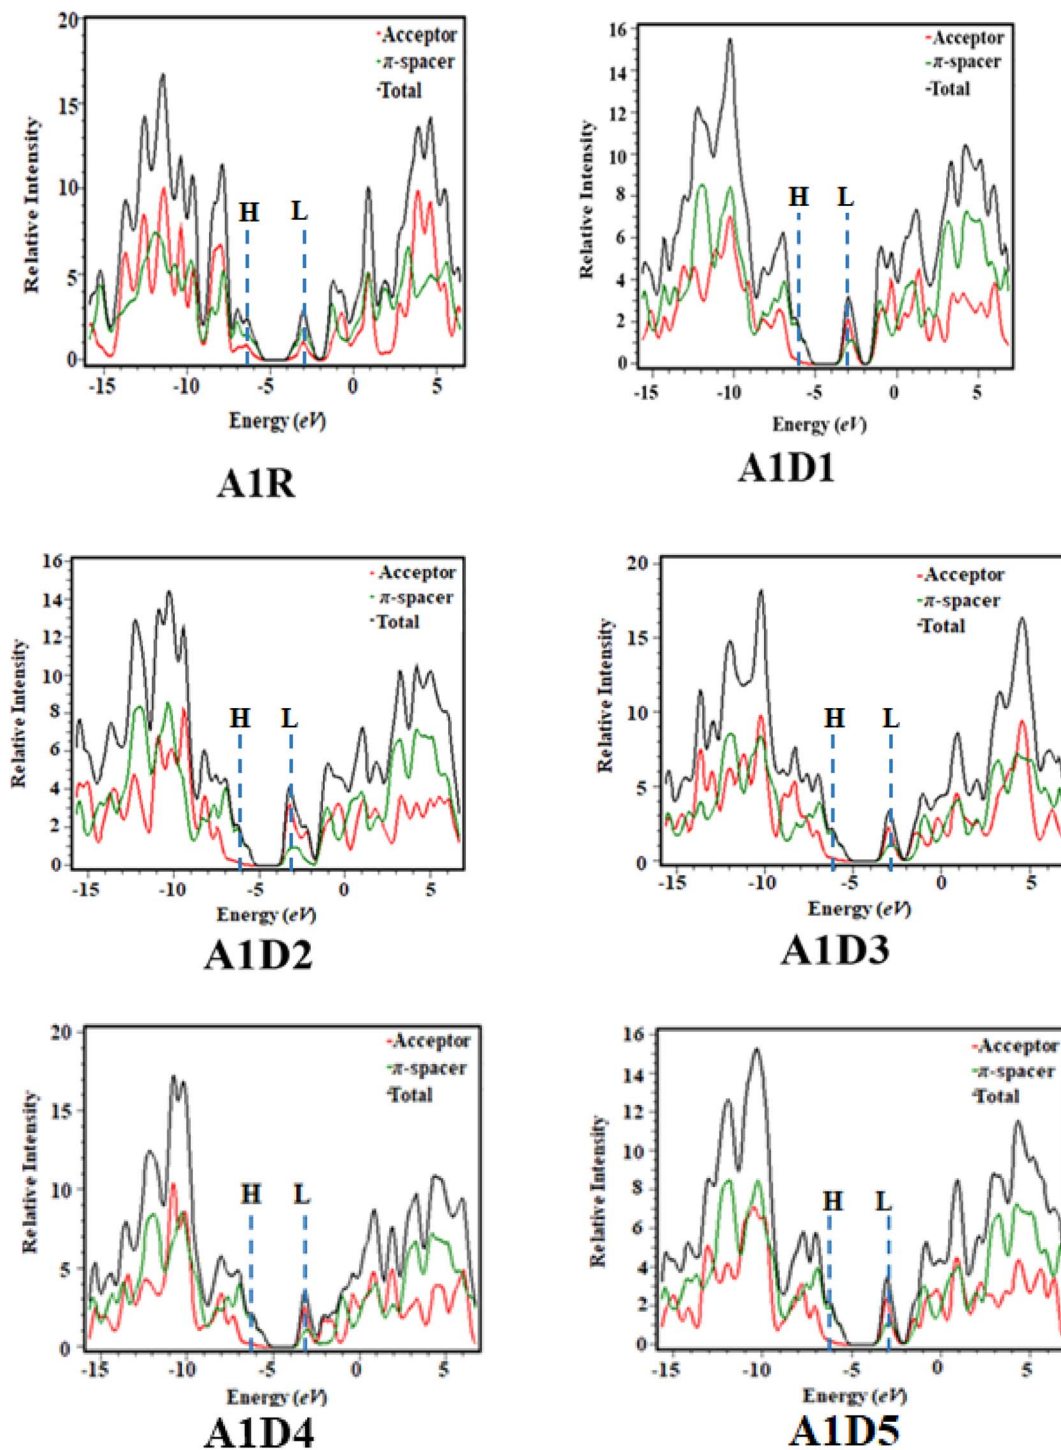 20
15
10
5
0
Relative Intensity
Acceptor
π-spacer
Total
H
L
-15
-10
-5
0
5
Energy (eV)
A1R
16
14
12
10
8
6
4
2
0
Relative Intensity
Acceptor
π-spacer
Total
H
L
-15
-10
-5
0
5
Energy (eV)
A1D1
16
14
12
10
8
6
4
2
0
Relative Intensity
Acceptor
π-spacer
Total
H
L
-15
-10
-5
0
5
Energy (eV)
A1D2
20
15
10
5
0
Relative Intensity
Acceptor
π-spacer
Total
H
L
-15
-10
-5
0
5
Energy (eV)
A1D3
20
15
10
5
0
Relative Intensity
Acceptor
π-spacer
Total
H
L
-15
-10
-5
0
5
Energy (eV)
A1D4
16
14
12
10
8
6
4
2
0
Relative Intensity
Acceptor
π-spacer
Total
H
L
-15
-10
-5
0
5
Energy (eV)
A1D5